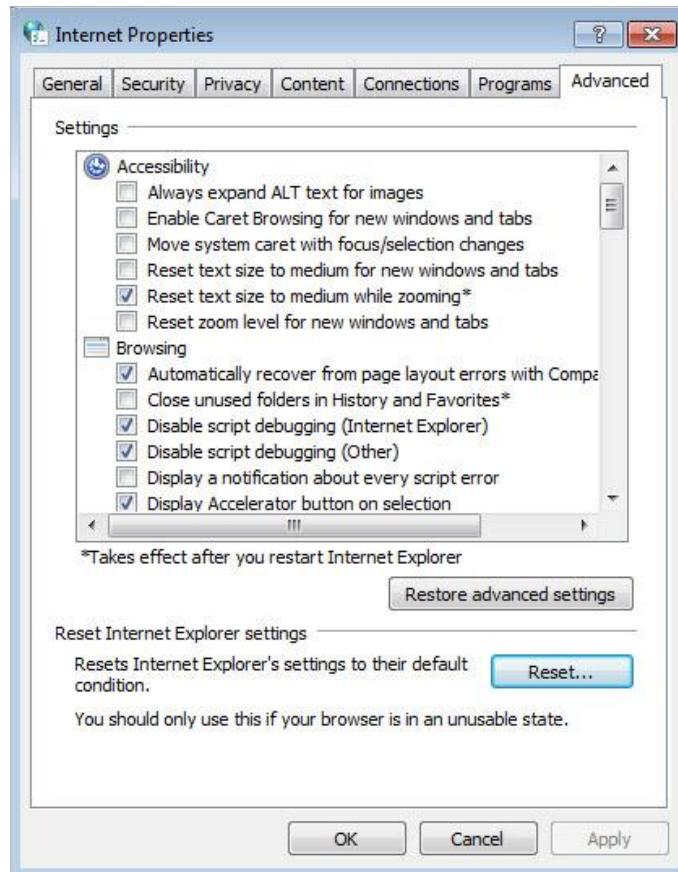 Internet Properties
General Security Privacy Content Connections Programs Advanced
Settings
Accessibility
Always expand ALT text for images
Enable Caret Browsing for new windows and tabs
Move system caret with focus/selection changes
Reset text size to medium for new windows and tabs
Reset text size to medium while zooming*
Reset zoom level for new windows and tabs
Browsing
Automatically recover from page layout errors with Compa
Close unused folders in History and Favorites*
Disable script debugging (Internet Explorer)
Disable script debugging (Other)
Display a notification about every script error
Display Accelerator button on selection
*Takes effect after you restart Internet Explorer
Restore advanced settings
Reset Internet Explorer settings
Resets Internet Explorer's settings to their default
condition.
Reset...
You should only use this if your browser is in an unusable state.
OK Cancel Apply